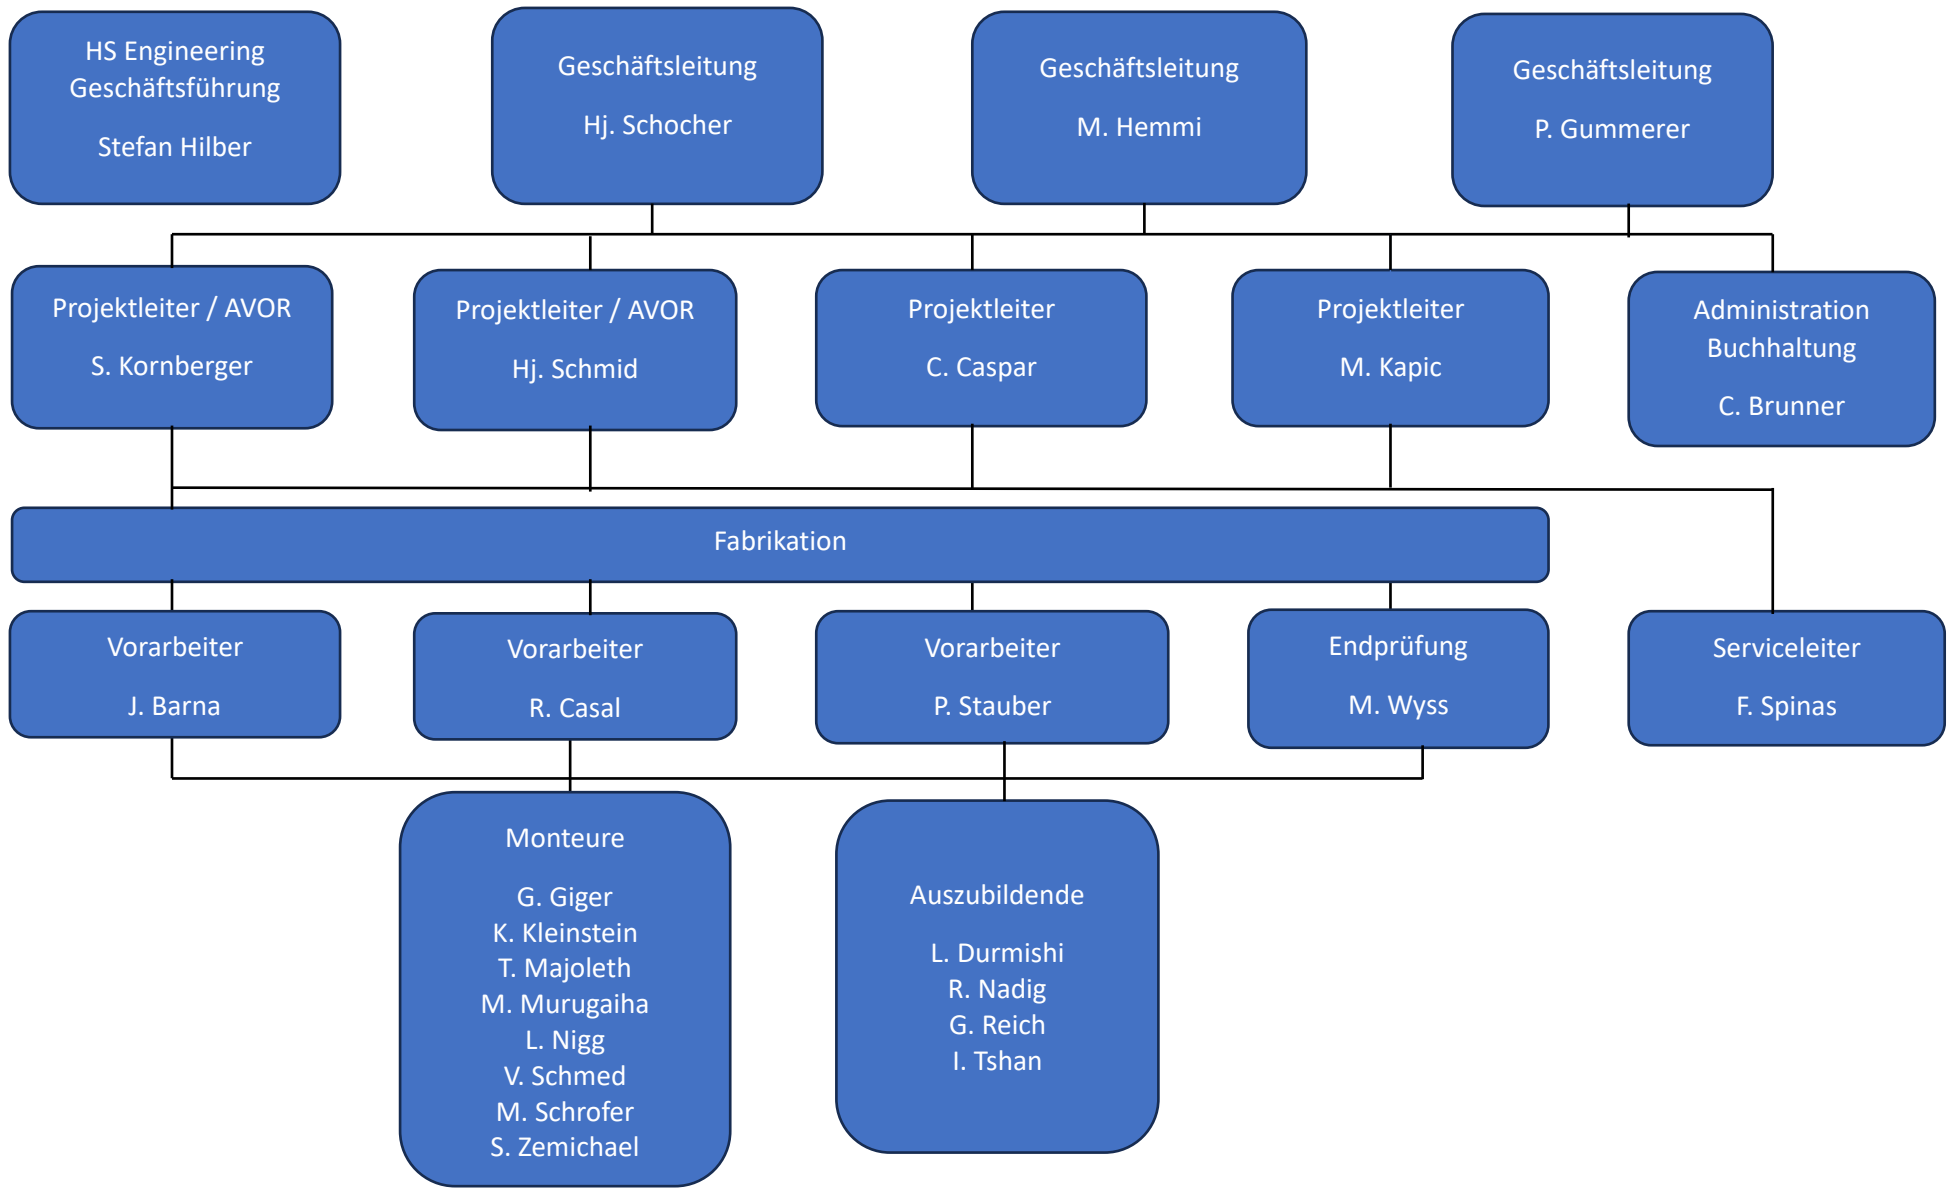 HS Engineering
Geschäftsführung
Stefan Hilber
Geschäftsleitung
Hj. Schocher
Geschäftsleitung
M. Hemmi
Geschäftsleitung
P. Gummerer
Projektleiter / AVOR
S. Kornberger
Projektleiter / AVOR
Hj. Schmid
Projektleiter
C. Caspar
Projektleiter
M. Kapic
Administration
Buchhaltung
C. Brunner
Fabrikation
Vorarbeiter
J. Barna
Vorarbeiter
R. Casal
Vorarbeiter
P. Stauber
Endprüfung
M. Wyss
Serviceleiter
F. Spinas
Monteure
G. Giger
K. Kleinstein
T. Majoleth
M. Murugaiha
L. Nigg
V. Schmed
M. Schrofer
S. Zemichael
Auszubildende
L. Durmishi
R. Nadig
G. Reich
I. Tshan